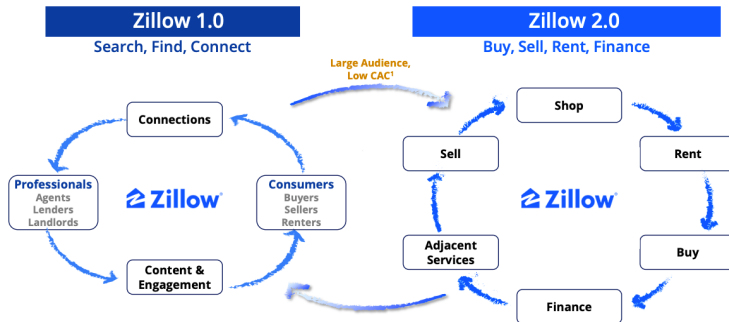 Zillow 1.0
Search, Find, Connect
Zillow 2.0
Buy, Sell, Rent, Finance
Large Audience,
Low CAC¹
Connections
Professionals
Agents
Lenders
Landlords
Zillow
Consumers
Buyers
Sellers
Renters
Content &
Engagement
Shop
Sell
Rent
Zillow
Adjacent
Services
Buy
Finance